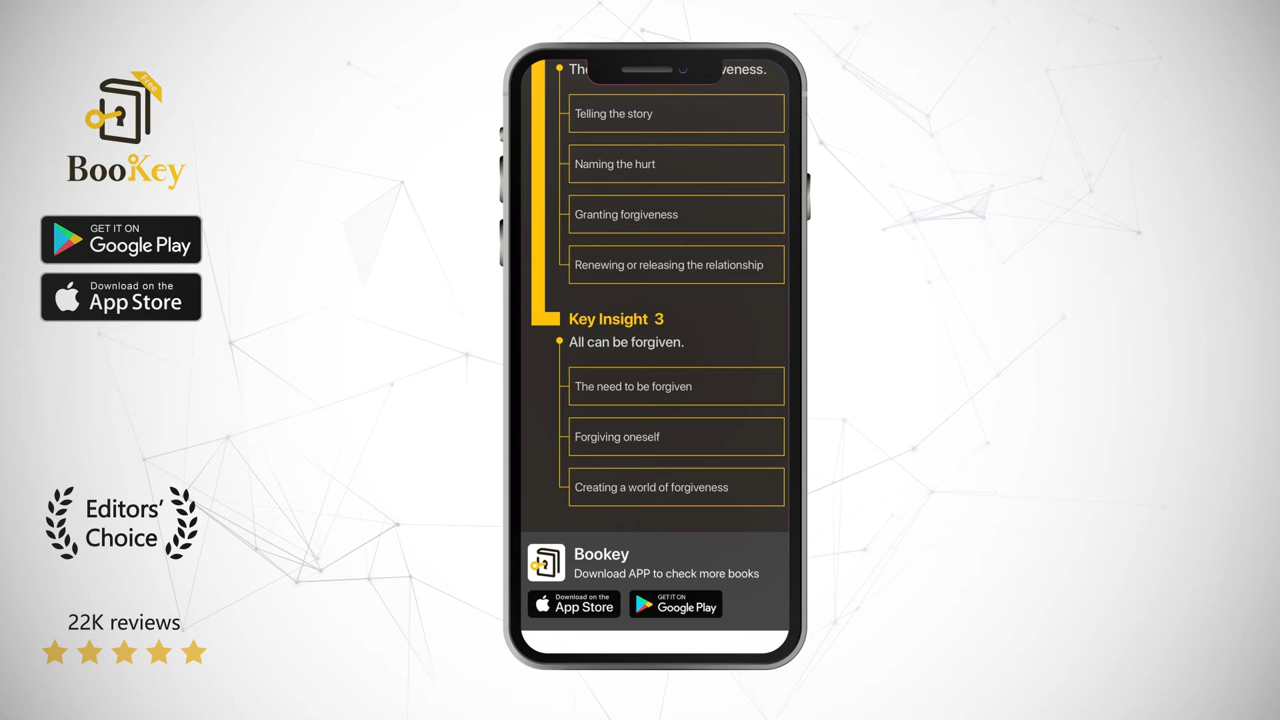 Free
BooKey
GET IT ON
Google Play
Download on the
App Store
Editors’
Choice
22K reviews
veness.
Telling the story
Naming the hurt
Granting forgiveness
Renewing or releasing the relationship
Key Insight 3
All can be forgiven.
The need to be forgiven
Forgiving oneself
Creating a world of forgiveness
Bookey
Download APP to check more books
Download on the
App Store
GET IT ON
Google Play